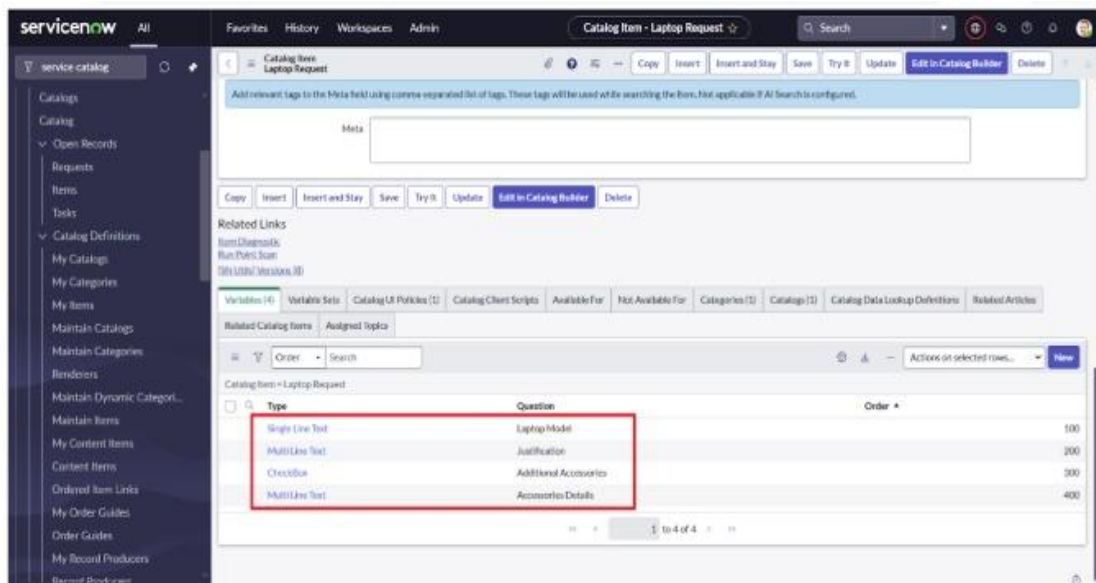 servicenow All Favorites History Workspaces Admin Catalog Item - Laptop Request Search
service catalog
Catalog Item
Laptop Request
Copy Insert Insert and Stay Save Try It Update Edit in Catalog Builder Delete
Add relevant tags to the Meta field using comma-separated list of tags. These tags will be used while searching the item. Not applicable if AI Search is configured.
Meta
Copy Insert Insert and Stay Save Try It Update Edit in Catalog Builder Delete
Related Links
Item Diagnostic
Run Point Scan
Variables (4) Variable Sets Catalog UI Policies (1) Catalog Client Scripts Available For Not Available For Categories (1) Catalogs (1) Catalog Data Lookup Definitions Related Articles
Related Catalog Items Assigned Topics
Order Search Actions on selected rows... New
Catalog Item = Laptop Request
Type Question Order
Single Line Text Laptop Model 100
Multi Line Text Justification 200
CheckBox Additional Accessories 300
Multi Line Text Accessories Details 400
1 to 4 of 4
Catalogs
Catalog
Open Records
Requests
Items
Tasks
Catalog Definitions
My Catalogs
My Categories
My Items
Maintain Catalogs
Maintain Categories
Renderers
Maintain Dynamic Categori...
Maintain Items
My Content Items
Content Items
Ordered Item Links
My Order Guides
Order Guides
My Record Producers
Record Producers